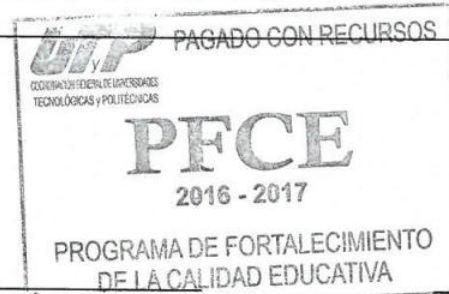 PAGADO CON RECURSOS
UTyP
COORDINACIÓN GENERAL DE UNIVERSIDADES
TECNOLÓGICAS y POLITÉCNICAS
PFCE
2016 - 2017
PROGRAMA DE FORTALECIMIENTO
DE LA CALIDAD EDUCATIVA